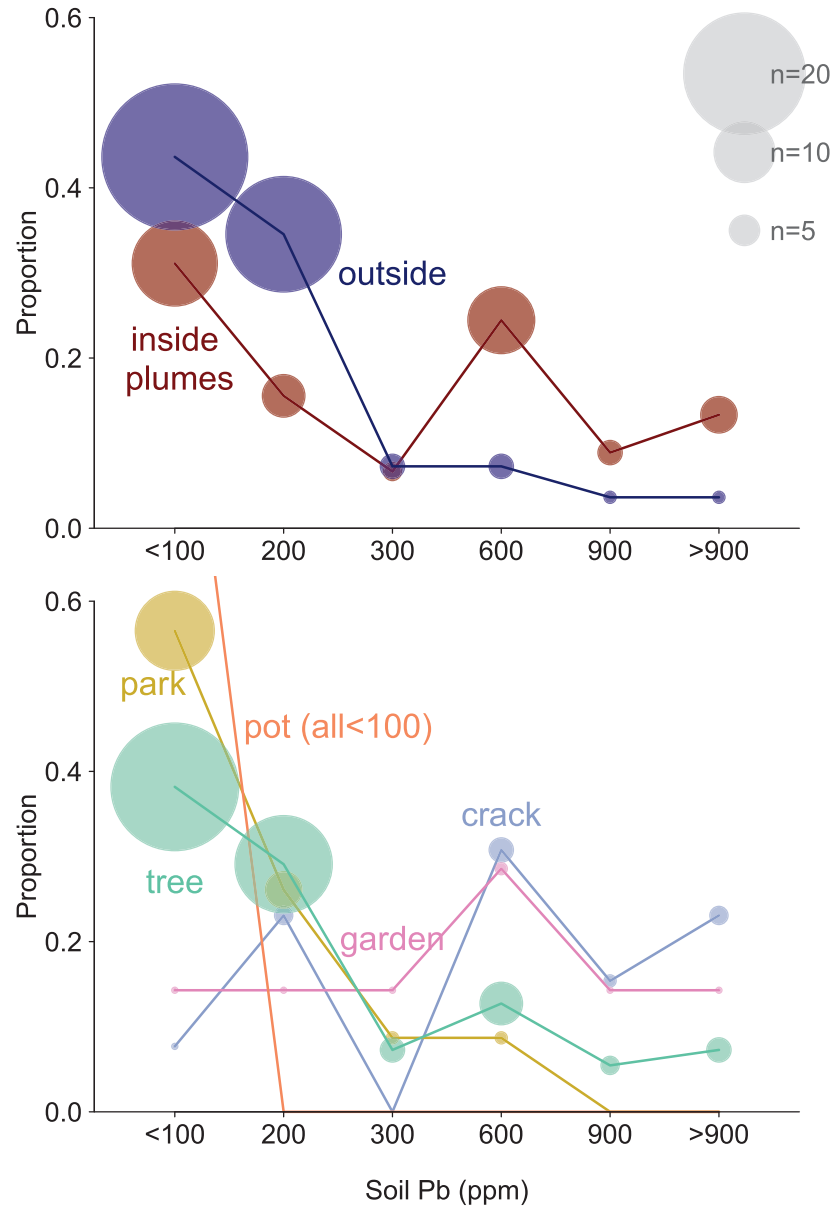 0.6
n=20
n=10
n=5
0.4
outside
inside
plumes
0.2
0.0
Proportion
<100 200 300 600 900 >900
0.6
park
pot (all<100)
0.4
crack
tree
garden
0.2
0.0
Proportion
<100 200 300 600 900 >900
Soil Pb (ppm)